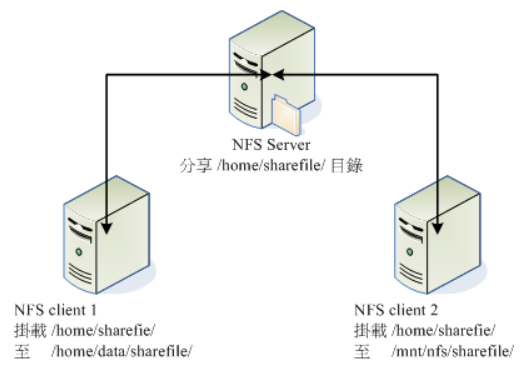 NFS Server
分享 /home/sharefile/ 目錄
NFS client 1
掛載 /home/sharefie/
至 /home/data/sharefile/
NFS client 2
掛載 /home/sharefie/
至 /mnt/nfs/sharefile/